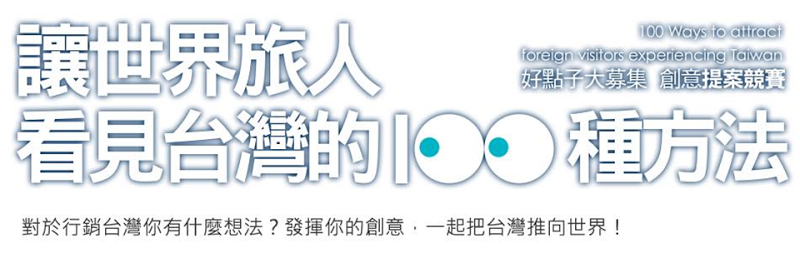 讓世界旅人
100 Ways to attract
foreign visitors experiencing Taiwan
好點子大募集 創意提案競賽
看見台灣的100種方法
對於行銷台灣你有什麼想法？發揮你的創意，一起把台灣推向世界！